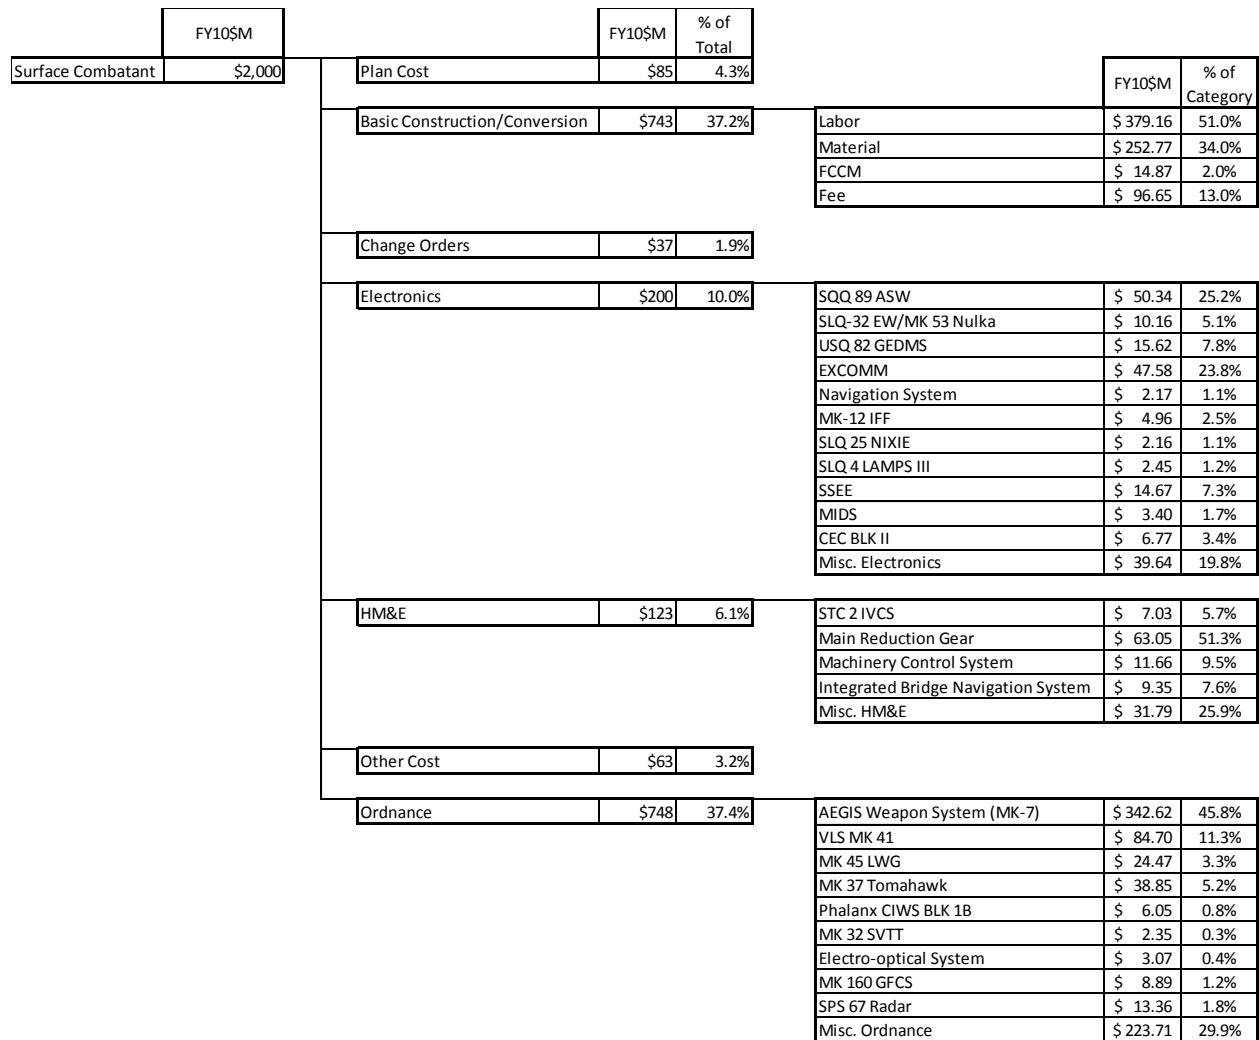 FY10$M
Surface Combatant $2,000
FY10$M % of Total
Plan Cost $85 4.3%
FY10$M % of Category
Basic Construction/Conversion $743 37.2%
Labor $ 379.16 51.0%
Material $ 252.77 34.0%
FCCM $ 14.87 2.0%
Fee $ 96.65 13.0%
Change Orders $37 1.9%
Electronics $200 10.0%
SQQ 89 ASW $ 50.34 25.2%
SLQ-32 EW/MK 53 Nulka $ 10.16 5.1%
USQ 82 GEDMS $ 15.62 7.8%
EXCOMM $ 47.58 23.8%
Navigation System $ 2.17 1.1%
MK-12 IFF $ 4.96 2.5%
SLQ 25 NIXIE $ 2.16 1.1%
SLQ 4 LAMPS III $ 2.45 1.2%
SSEE $ 14.67 7.3%
MIDS $ 3.40 1.7%
CEC BLK II $ 6.77 3.4%
Misc. Electronics $ 39.64 19.8%
HM&E $123 6.1%
STC 2 IVCS $ 7.03 5.7%
Main Reduction Gear $ 63.05 51.3%
Machinery Control System $ 11.66 9.5%
Integrated Bridge Navigation System $ 9.35 7.6%
Misc. HM&E $ 31.79 25.9%
Other Cost $63 3.2%
Ordnance $748 37.4%
AEGIS Weapon System (MK-7) $ 342.62 45.8%
VLS MK 41 $ 84.70 11.3%
MK 45 LWG $ 24.47 3.3%
MK 37 Tomahawk $ 38.85 5.2%
Phalanx CIWS BLK 1B $ 6.05 0.8%
MK 32 SVTT $ 2.35 0.3%
Electro-optical System $ 3.07 0.4%
MK 160 GFCS $ 8.89 1.2%
SPS 67 Radar $ 13.36 1.8%
Misc. Ordnance $ 223.71 29.9%